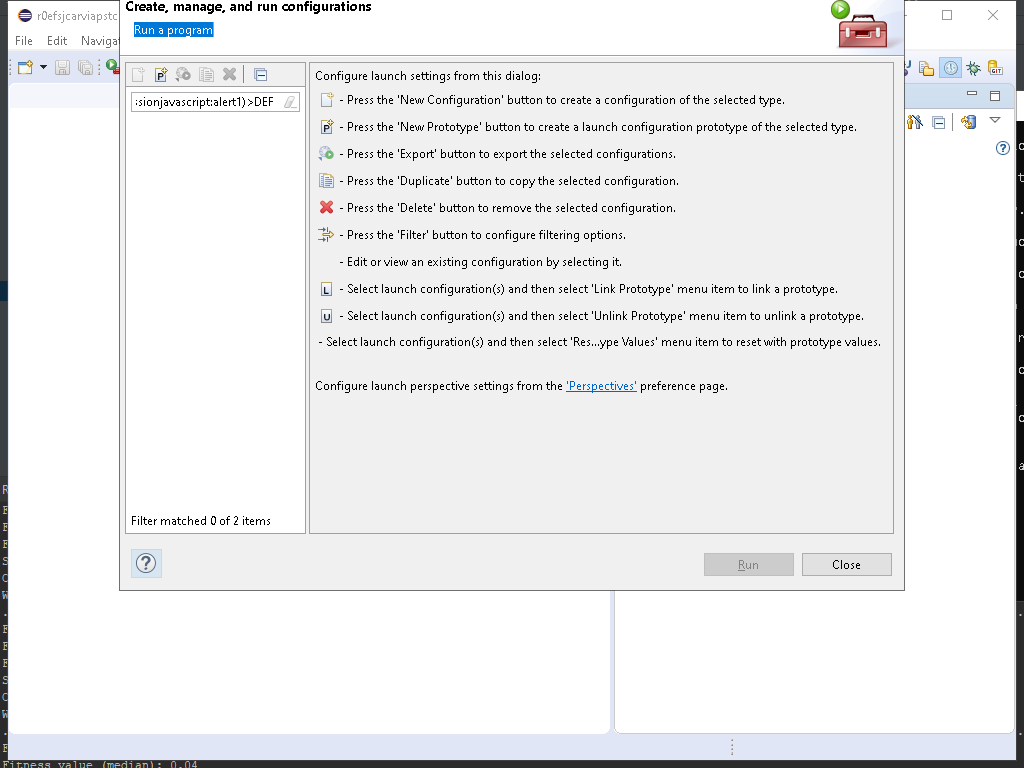 Create, manage, and run configurations
r0efsjcarviapstc
Run a program
File Edit Navigat
:sionjavascript:alert1)>DEF
Configure launch settings from this dialog:
- Press the 'New Configuration' button to create a configuration of the selected type.
P - Press the 'New Prototype' button to create a launch configuration prototype of the selected type.
- Press the 'Export' button to export the selected configurations.
- Press the 'Duplicate' button to copy the selected configuration.
- Press the 'Delete' button to remove the selected configuration.
- Press the 'Filter' button to configure filtering options.
- Edit or view an existing configuration by selecting it.
L - Select launch configuration(s) and then select 'Link Prototype' menu item to link a prototype.
U - Select launch configuration(s) and then select 'Unlink Prototype' menu item to unlink a prototype.
- Select launch configuration(s) and then select 'Res...ype Values' menu item to reset with prototype values.
Configure launch perspective settings from the 'Perspectives' preference page.
Filter matched 0 of 2 items
Run
Close
Fitness value (median): 0.04